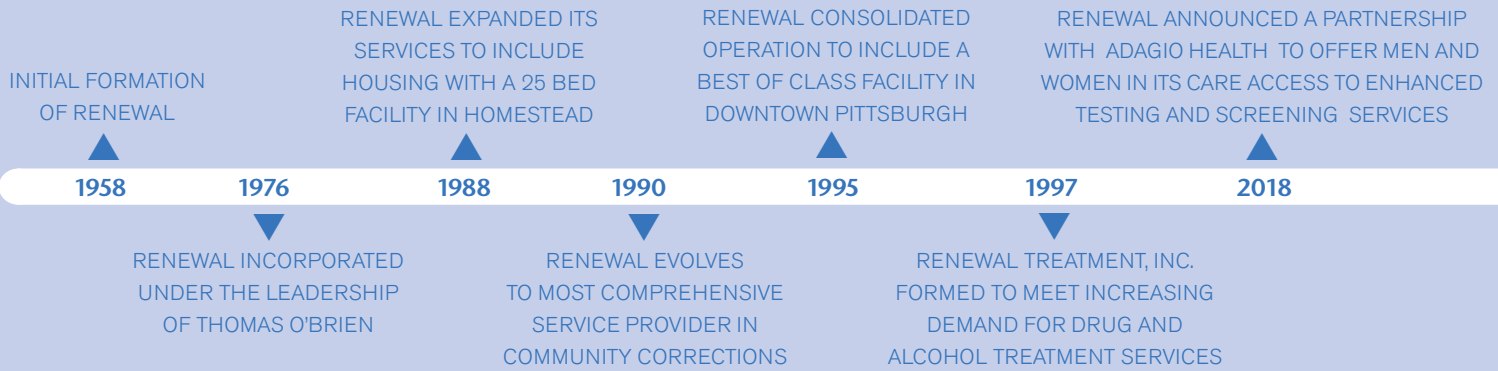 INITIAL FORMATION
OF RENEWAL
RENEWAL EXPANDED ITS
SERVICES TO INCLUDE
HOUSING WITH A 25 BED
FACILITY IN HOMESTEAD
RENEWAL CONSOLIDATED
OPERATION TO INCLUDE A
BEST OF CLASS FACILITY IN
DOWNTOWN PITTSBURGH
RENEWAL ANNOUNCED A PARTNERSHIP
WITH ADAGIO HEALTH TO OFFER MEN AND
WOMEN IN ITS CARE ACCESS TO ENHANCED
TESTING AND SCREENING SERVICES
1958 1976 1988 1990 1995 1997 2018
RENEWAL INCORPORATED
UNDER THE LEADERSHIP
OF THOMAS O’BRIEN
RENEWAL EVOLVES
TO MOST COMPREHENSIVE
SERVICE PROVIDER IN
COMMUNITY CORRECTIONS
RENEWAL TREATMENT, INC.
FORMED TO MEET INCREASING
DEMAND FOR DRUG AND
ALCOHOL TREATMENT SERVICES